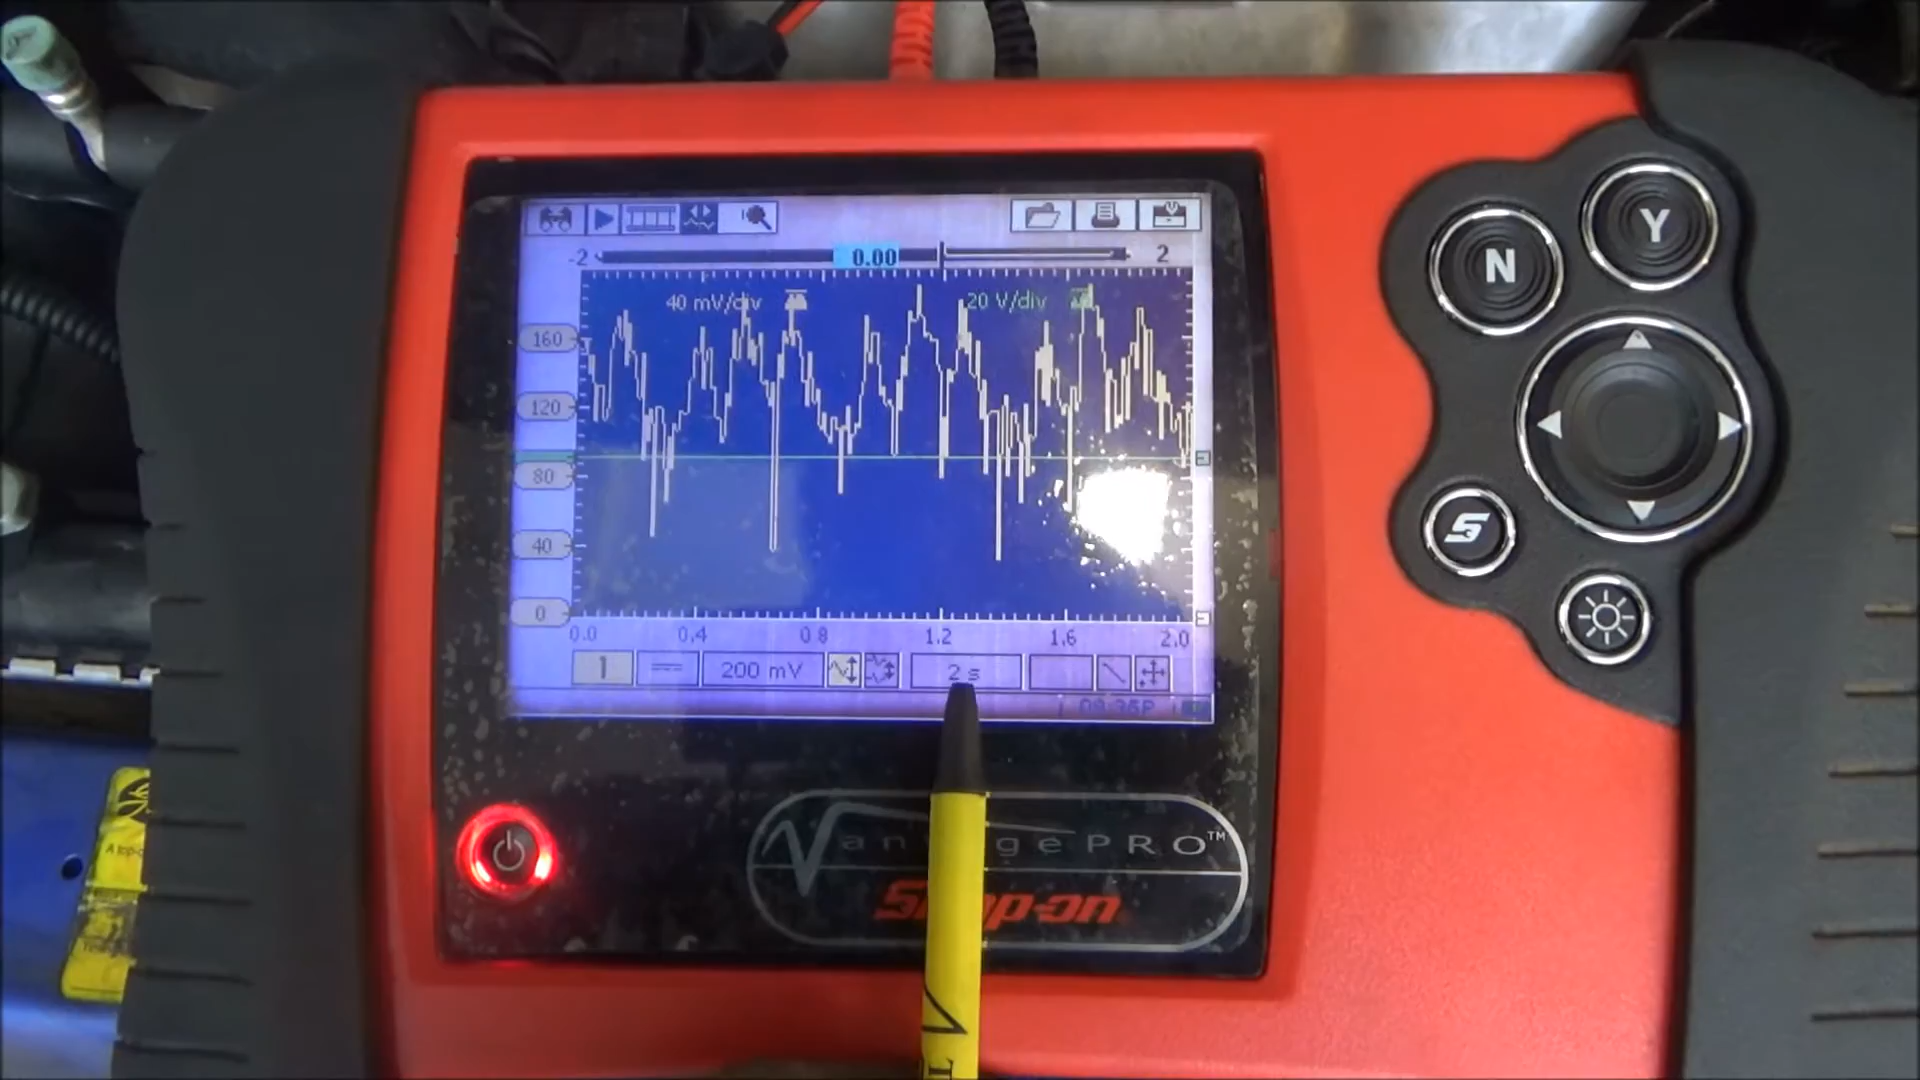 -2 0.00 2
40 mV/div 20 V/div
160
120
80
40
0
0.0 0.4 0.8 1.2 1.6 2.0
1 200 mV 2 s
N
Y
S
VantagePRO™
Snap-on
A top-